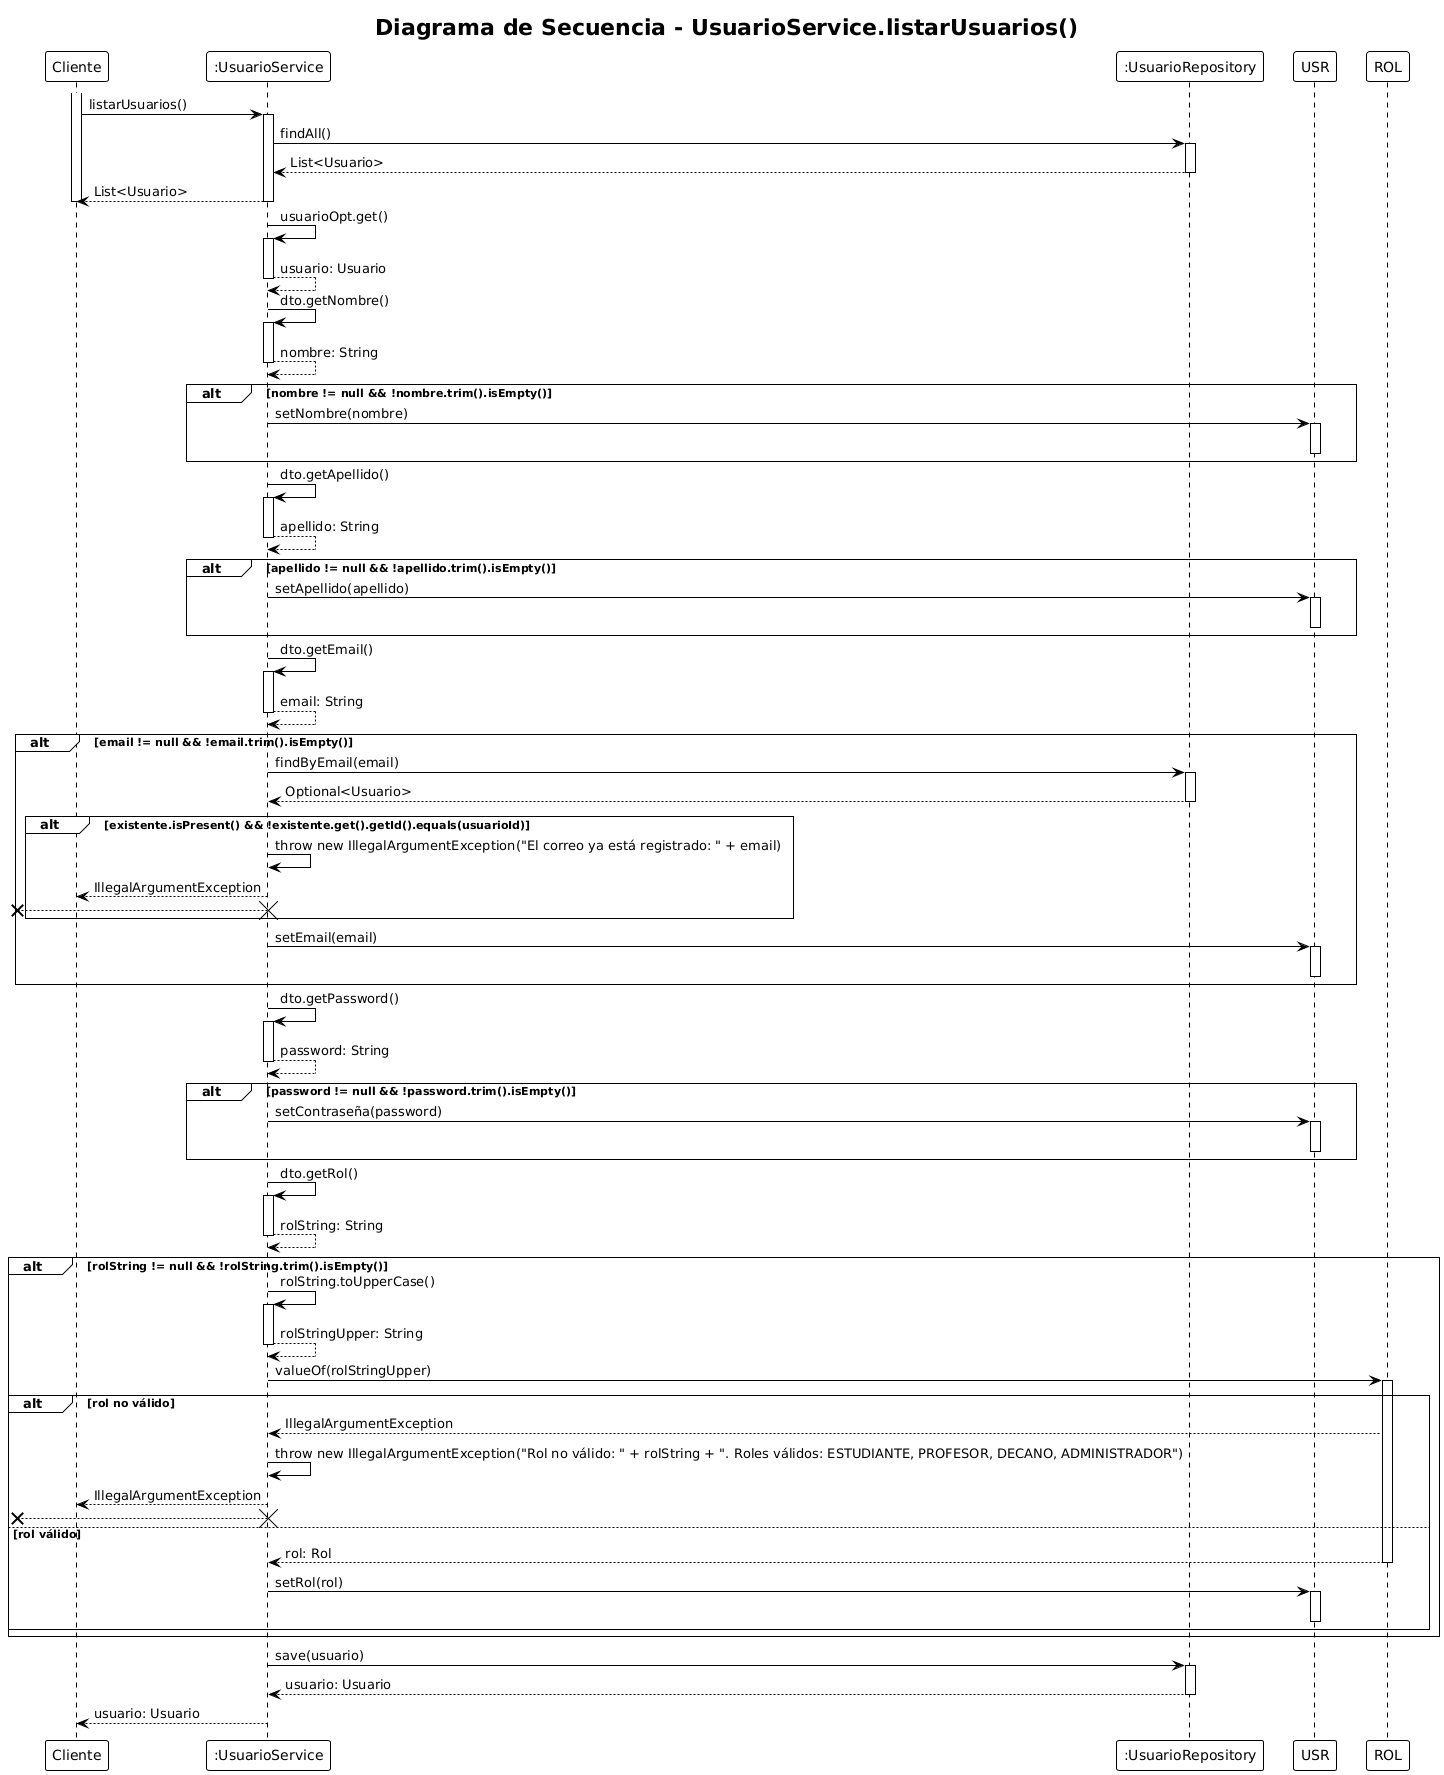 Diagrama de Secuencia - UsuarioService.listarUsuarios()
Cliente
:UsuarioService
:UsuarioRepository
USR
ROL
listarUsuarios()
findAll()
List<Usuario>
List<Usuario>
usuarioOpt.get()
usuario: Usuario
dto.getNombre()
nombre: String
alt [nombre != null && !nombre.trim().isEmpty()]
setNombre(nombre)
dto.getApellido()
apellido: String
alt [apellido != null && !apellido.trim().isEmpty()]
setApellido(apellido)
dto.getEmail()
email: String
alt [email != null && !email.trim().isEmpty()]
findByEmail(email)
Optional<Usuario>
alt [existente.isPresent() && !existente.get().getId().equals(usuarioId)]
throw new IllegalArgumentException("El correo ya está registrado: " + email)
IllegalArgumentException
setEmail(email)
dto.getPassword()
password: String
alt [password != null && !password.trim().isEmpty()]
setContraseña(password)
dto.getRol()
rolString: String
alt [rolString != null && !rolString.trim().isEmpty()]
rolString.toUpperCase()
rolStringUpper: String
valueOf(rolStringUpper)
alt [rol no válido]
IllegalArgumentException
throw new IllegalArgumentException("Rol no válido: " + rolString + ". Roles válidos: ESTUDIANTE, PROFESOR, DECANO, ADMINISTRADOR")
IllegalArgumentException
[rol válido]
rol: Rol
setRol(rol)
save(usuario)
usuario: Usuario
usuario: Usuario
Cliente
:UsuarioService
:UsuarioRepository
USR
ROL